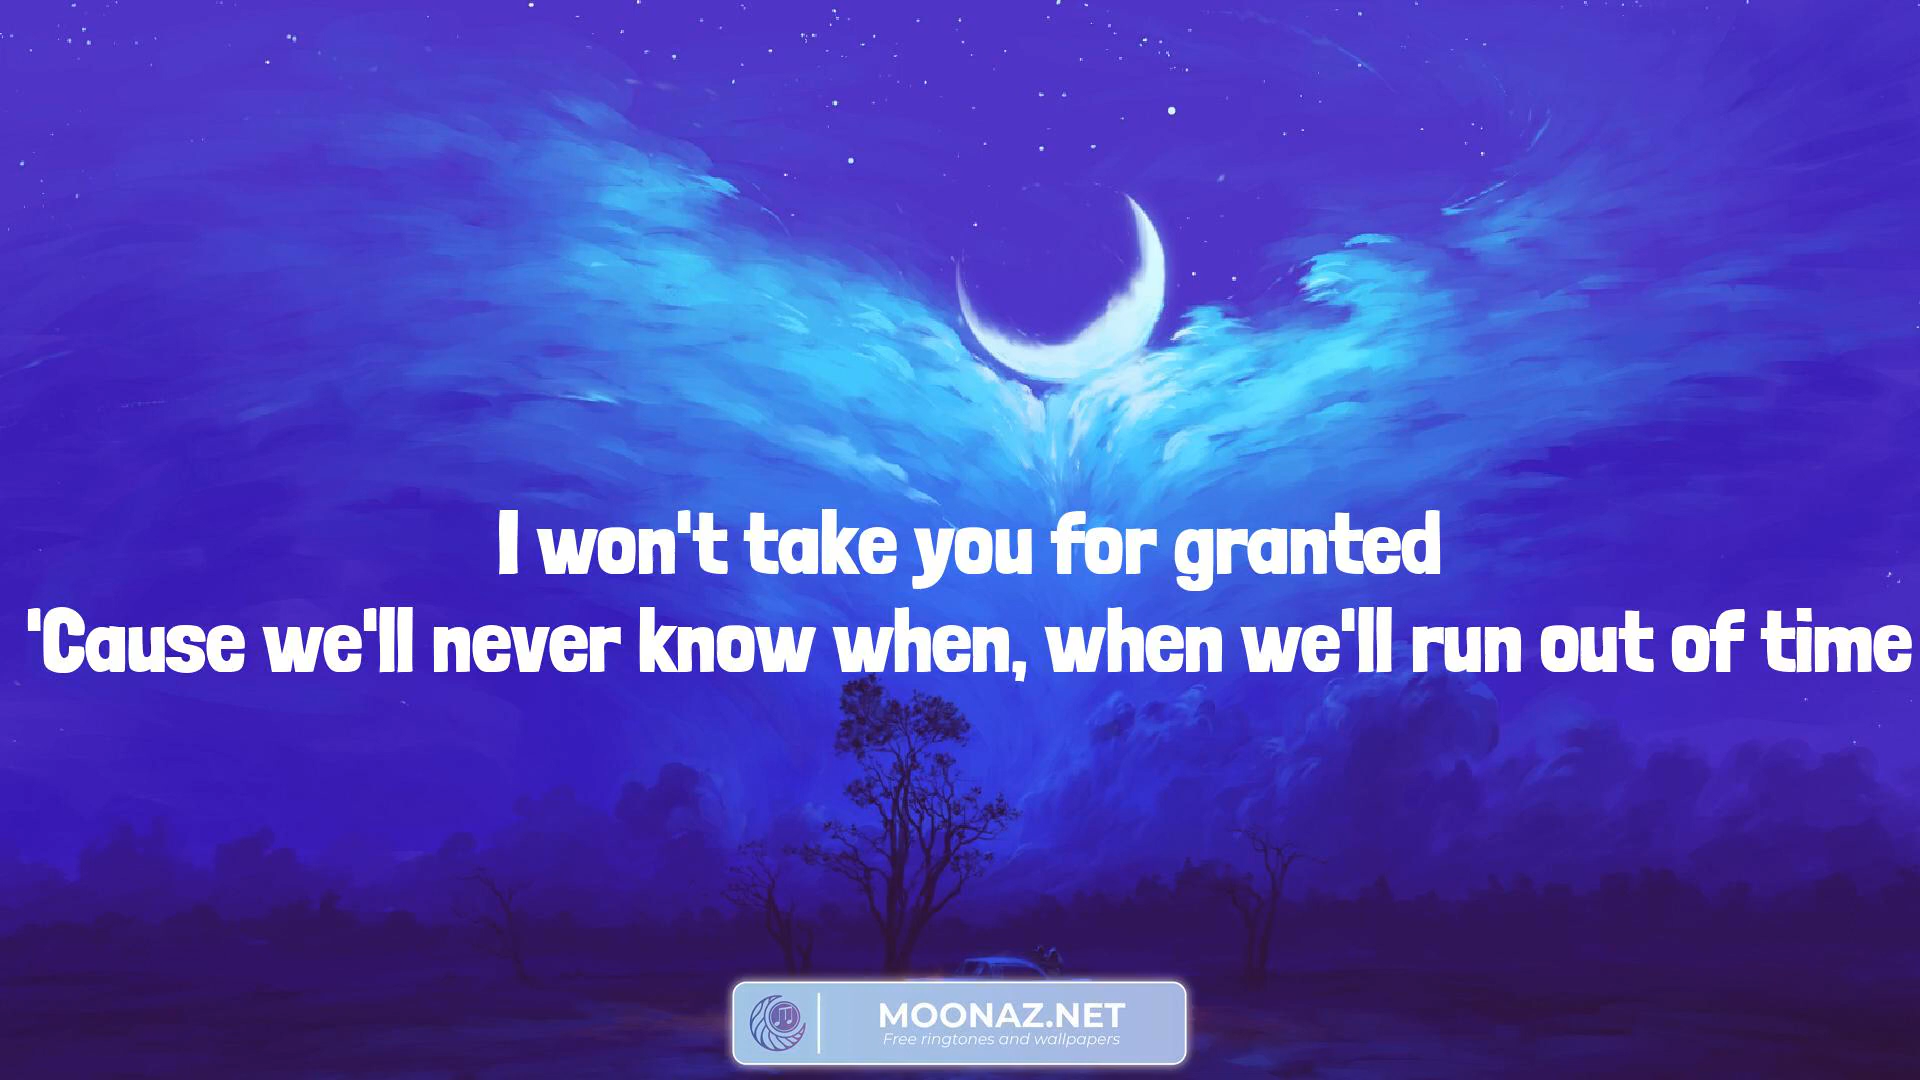 I won't take you for granted
'Cause we'll never know when, when we'll run out of time
MOONAZ.NET
Free ringtones and wallpapers